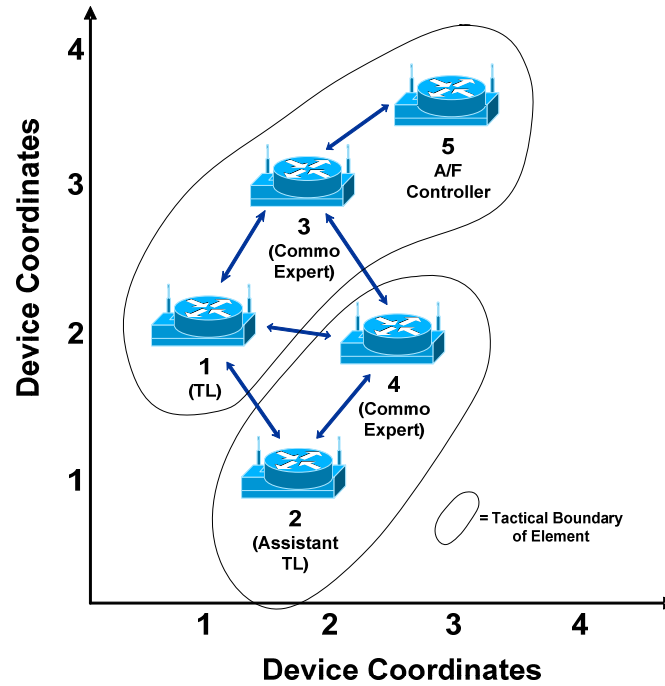 4
5
A/F
Controller
3
3
(Commo
Expert)
2
1
(TL)
4
(Commo
Expert)
1
2
(Assistant
TL)
= Tactical Boundary
of Element
1
2
3
4
Device Coordinates
Device Coordinates